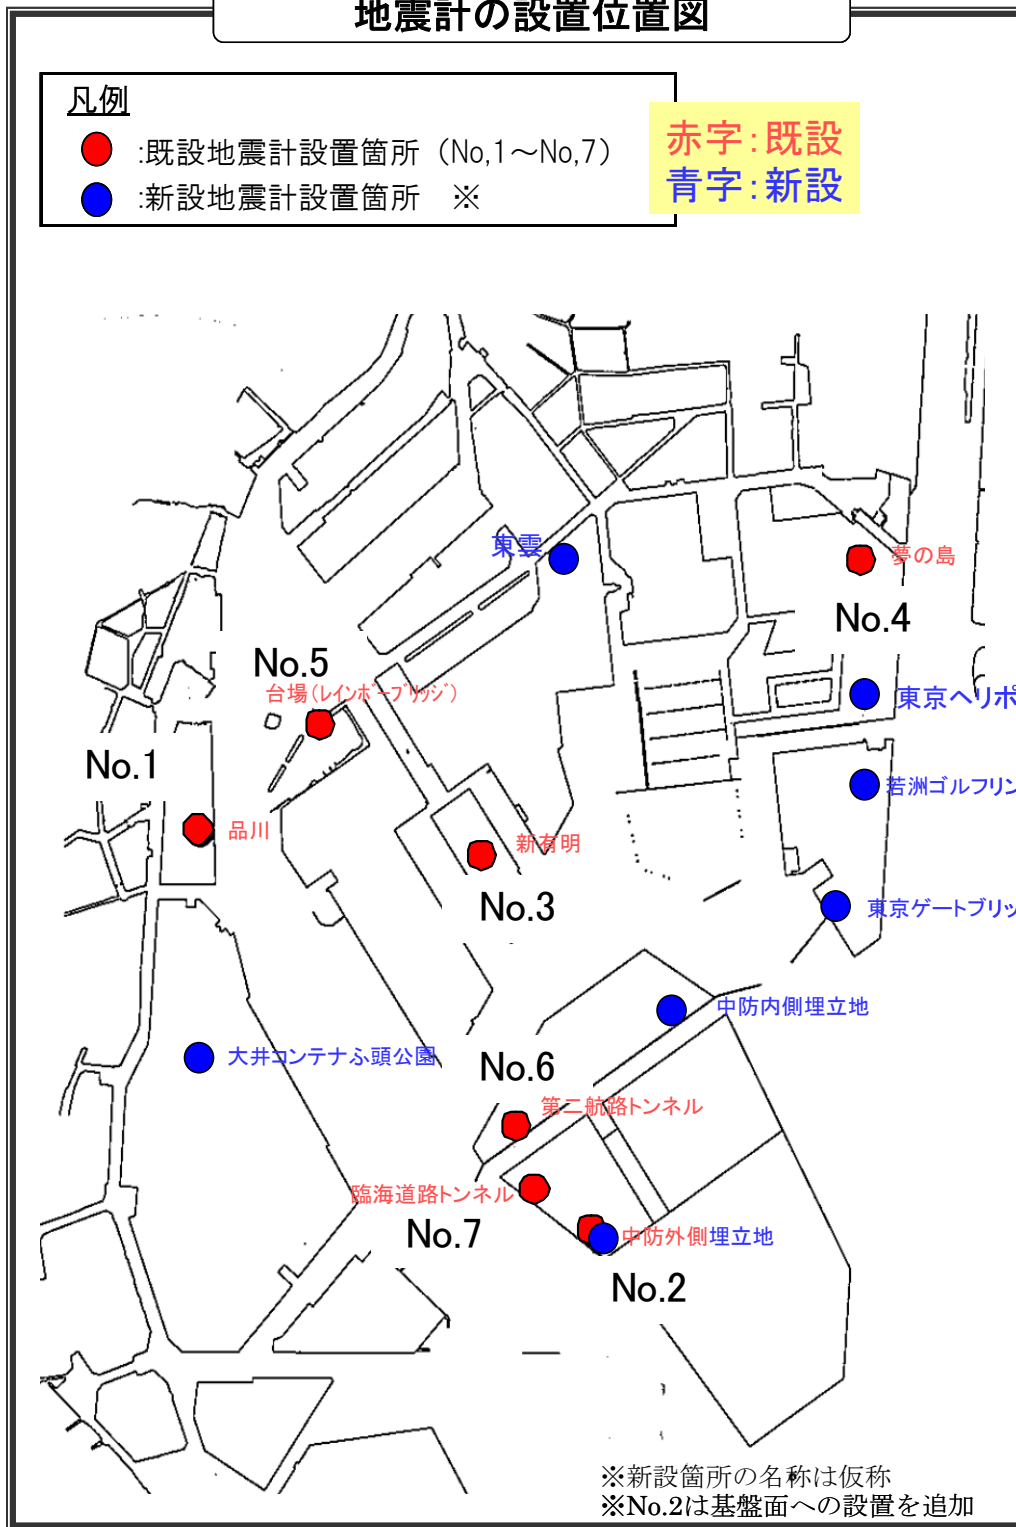 地震計の設置位置図
凡例
:既設地震計設置箇所（No,1～No,7）
:新設地震計設置箇所　※
赤字:既設
青字:新設
東雲
夢の島
No.4
No.5
台場(ﾚｲﾝﾎﾞｰﾌﾞﾘｯｼﾞ)
東京ヘリポ
No.1
若洲ゴルフリン
品川
新有明
No.3
東京ゲートブリッ
中防内側埋立地
大井コンテナふ頭公園
No.6
第二航路トンネル
臨海道路トンネル
No.7
中防外側埋立地
No.2
※新設箇所の名称は仮称
※No.2は基盤面への設置を追加